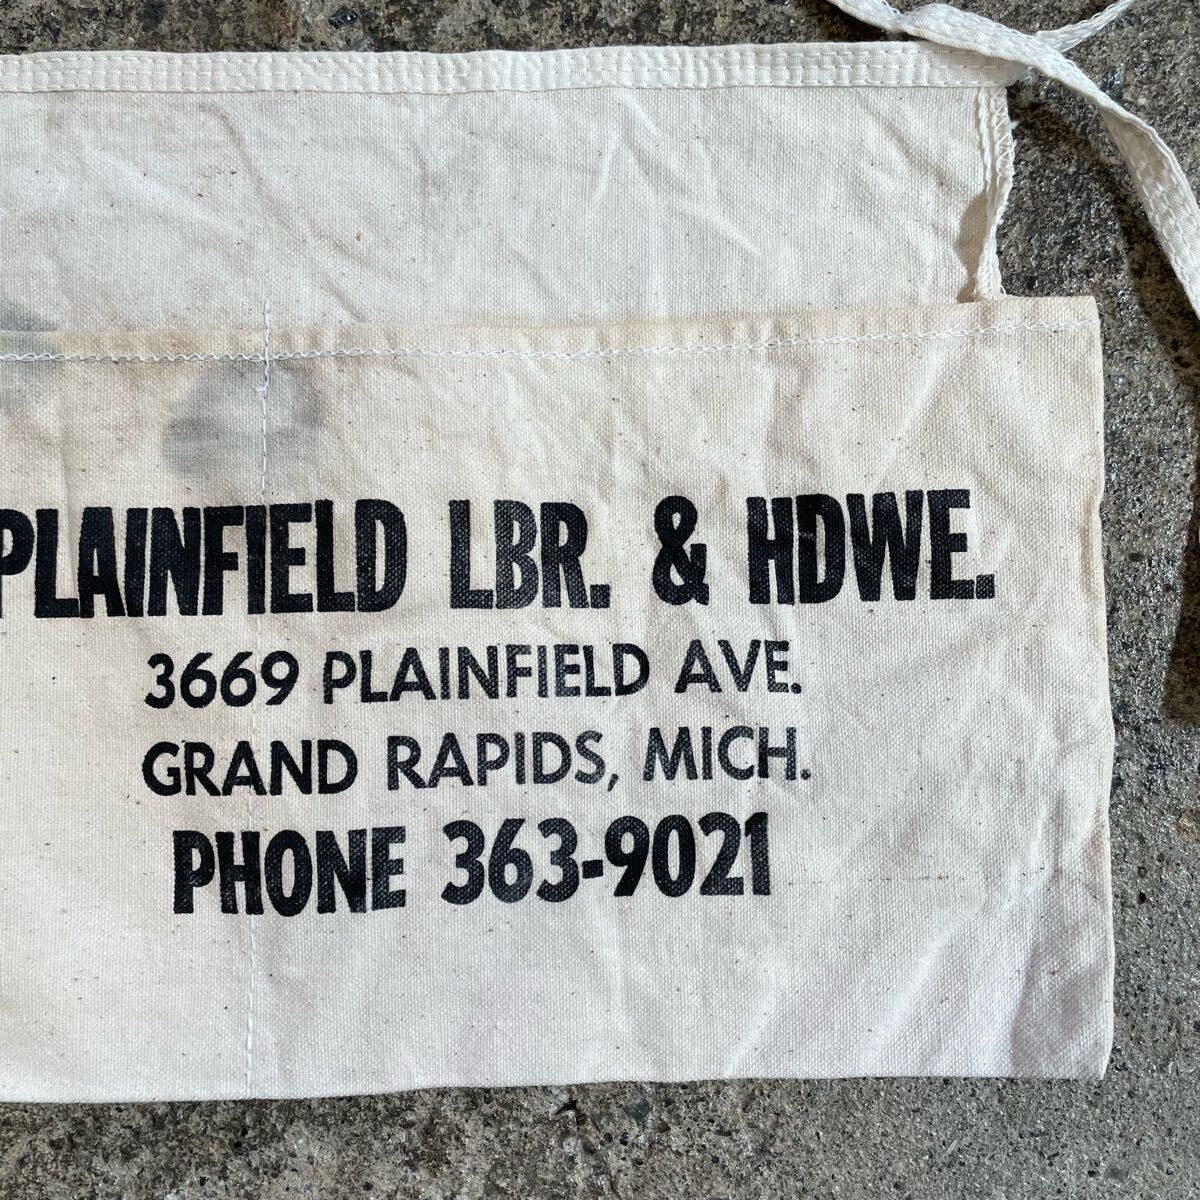 PLAINFIELD LBR. & HDWE.
3669 PLAINFIELD AVE.
GRAND RAPIDS, MICH.
PHONE 363-9021